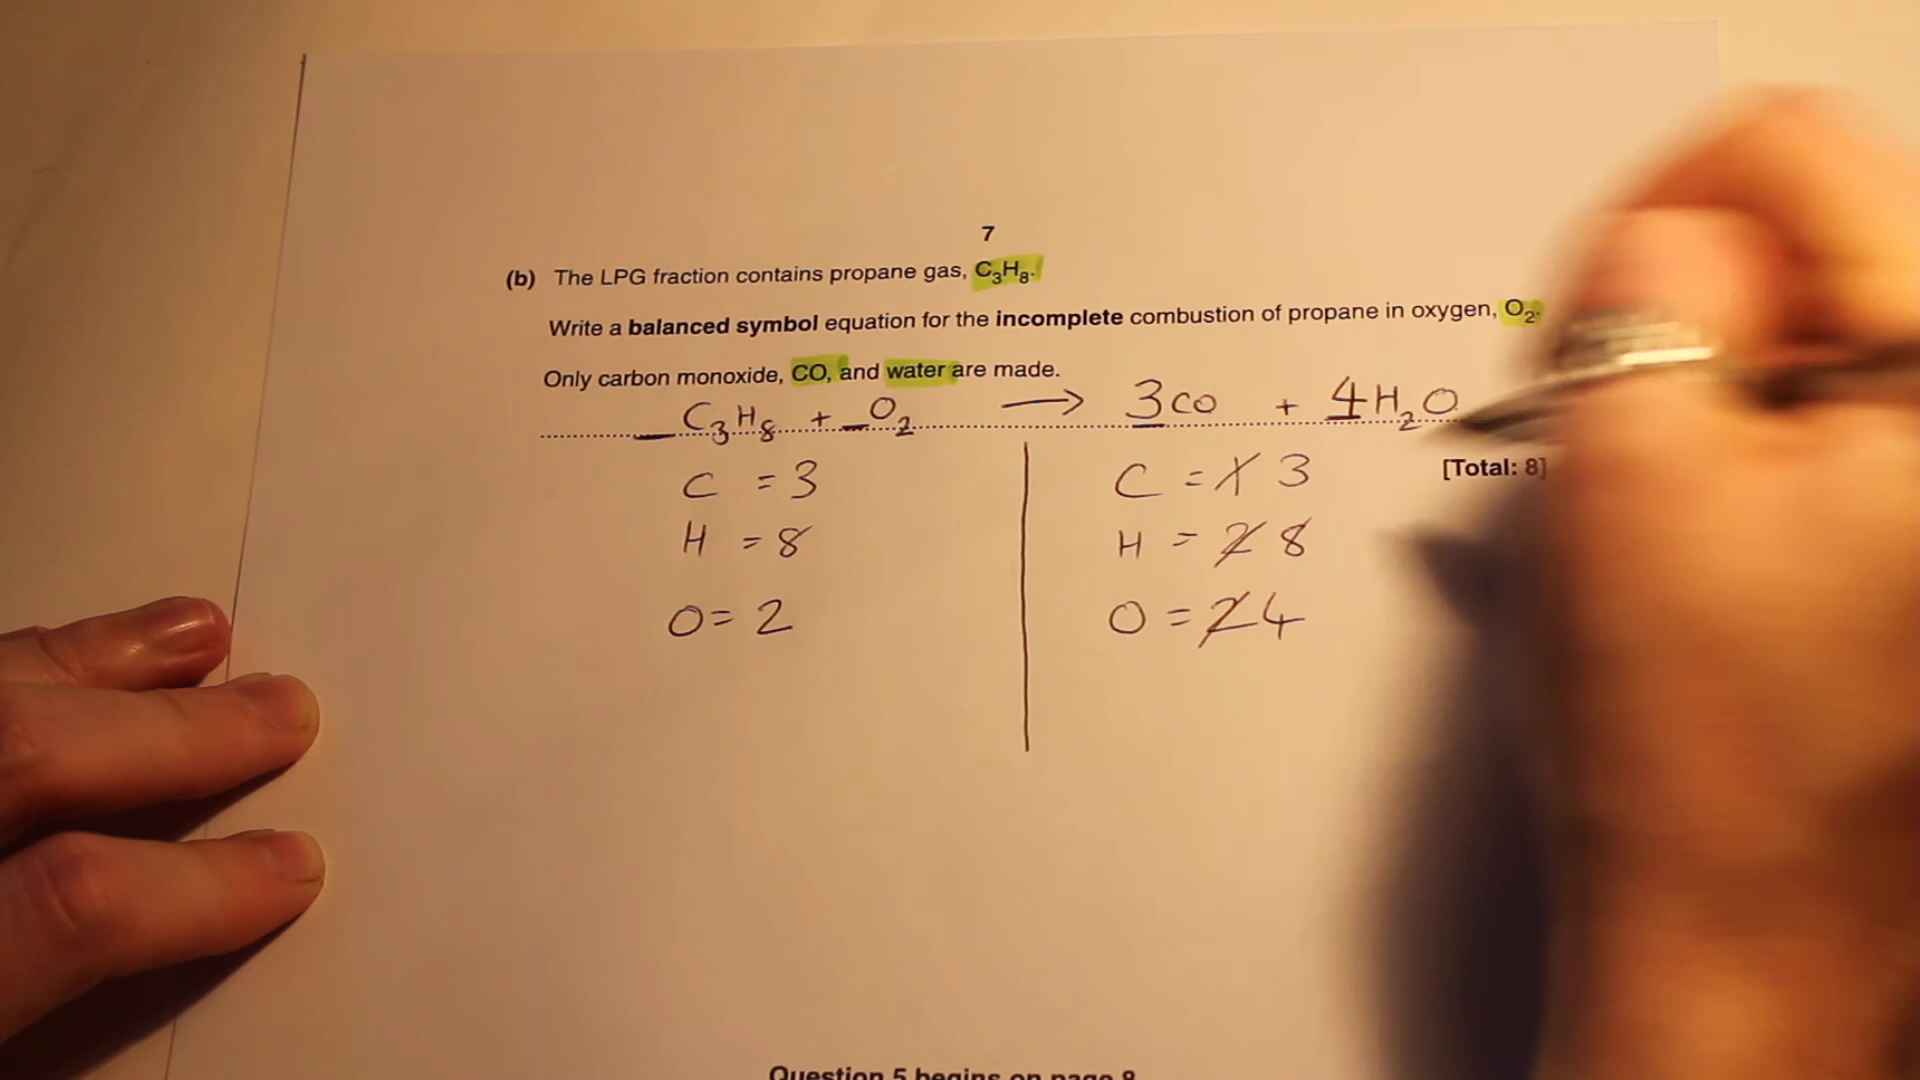 7
(b) The LPG fraction contains propane gas, C₃H₈.
Write a balanced symbol equation for the incomplete combustion of propane in oxygen, O₂.
Only carbon monoxide, CO, and water are made.
_ C₃H₈ + _ O₂ → 3CO + 4H₂O
[Total: 8]
C = 3
H = 8
O = 2
C = 1 3
H = 2 8
O = 2 4
Question 5 begins on page 8